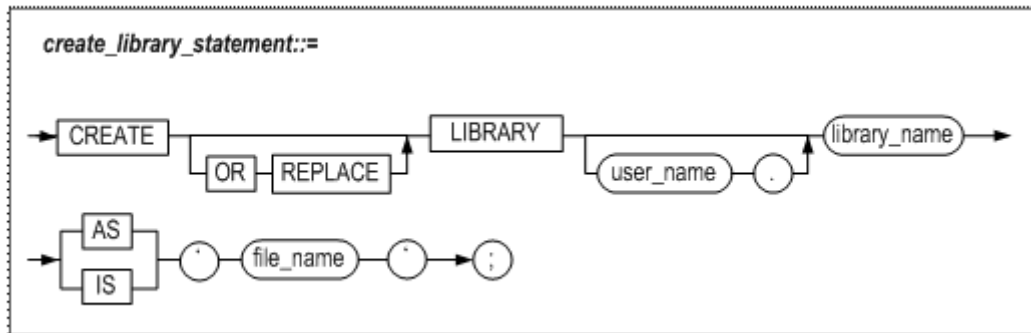 create_library_statement::=
CREATE LIBRARY library_name
OR REPLACE user_name .
AS
' file_name ' ;
IS